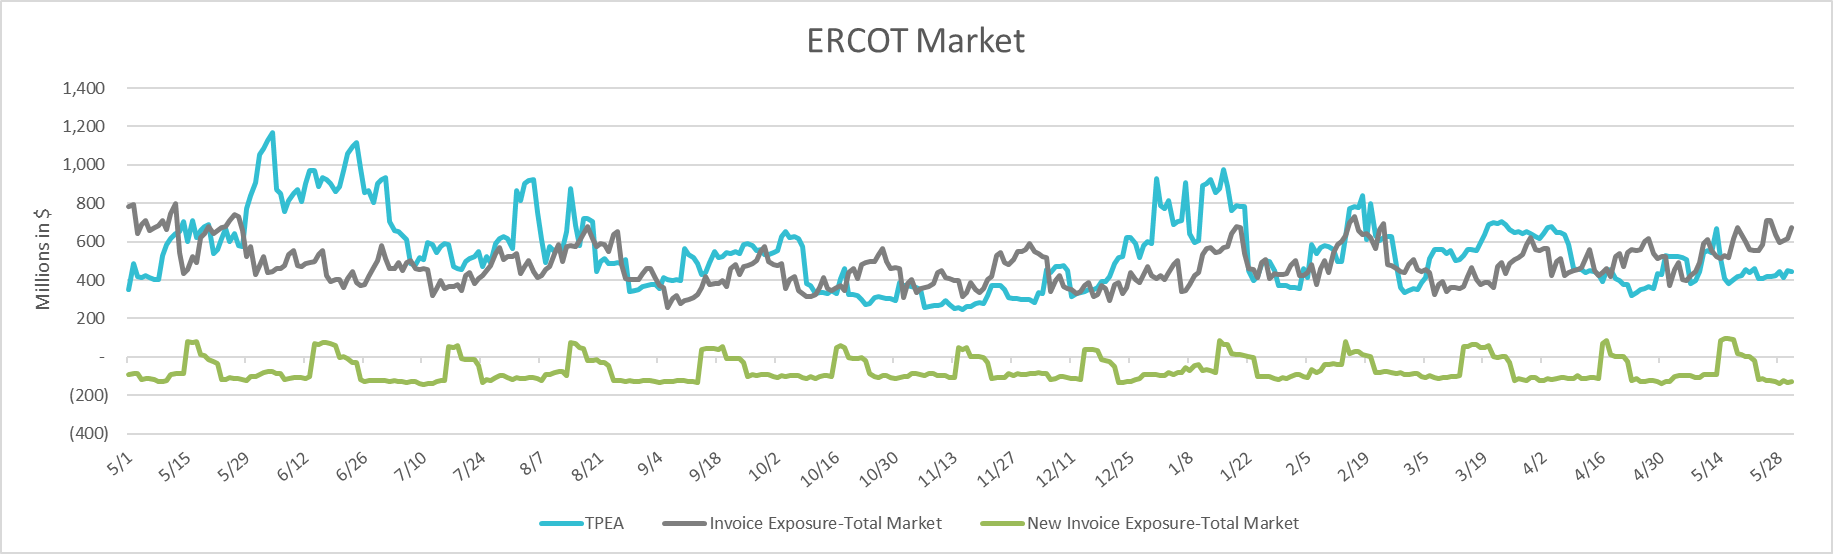 ERCOT Market
Millions in $
1,400
1,200
1,000
800
600
400
200
-
(200)
(400)
5/1 5/15 5/29 6/12 6/26 7/10 7/24 8/7 8/21 9/4 9/18 10/2 10/16 10/30 11/13 11/27 12/11 12/25 1/8 1/22 2/5 2/19 3/5 3/19 4/2 4/16 4/30 5/14 5/28
TPEA Invoice Exposure-Total Market New Invoice Exposure-Total Market